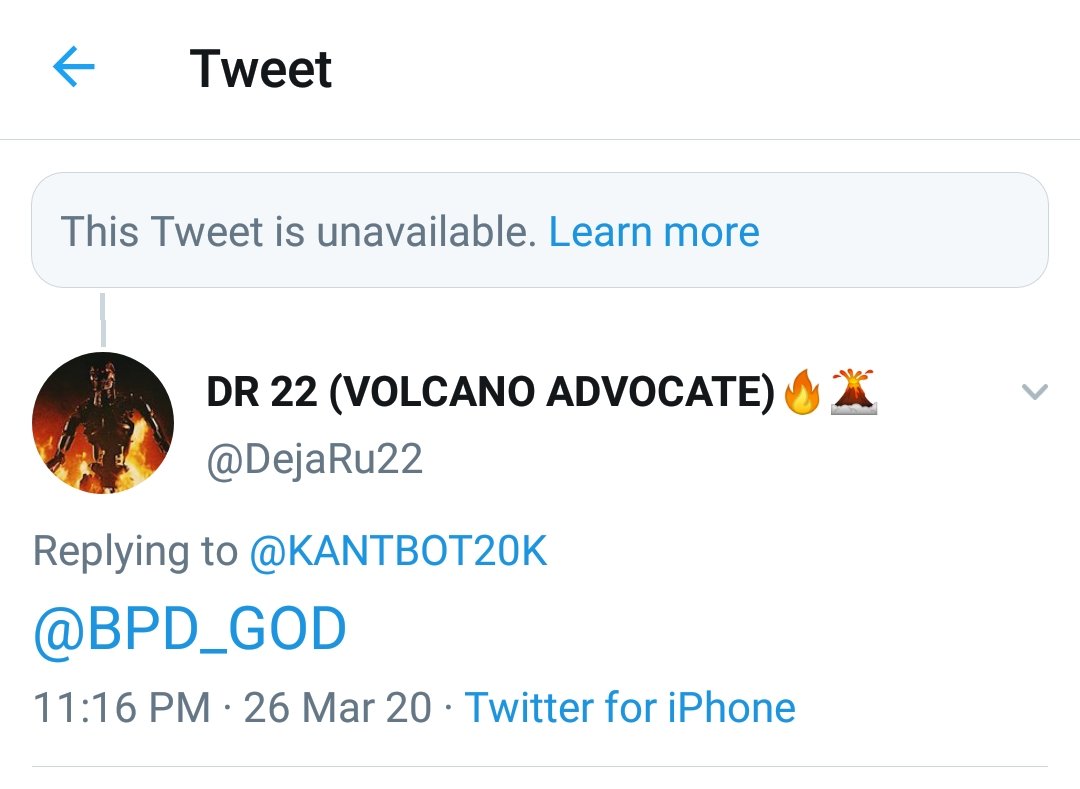 Tweet
This Tweet is unavailable. Learn more
DR 22 (VOLCANO ADVOCATE)🔥🌋
@DejaRu22
Replying to @KANTBOT20K
@BPD_GOD
11:16 PM · 26 Mar 20 · Twitter for iPhone